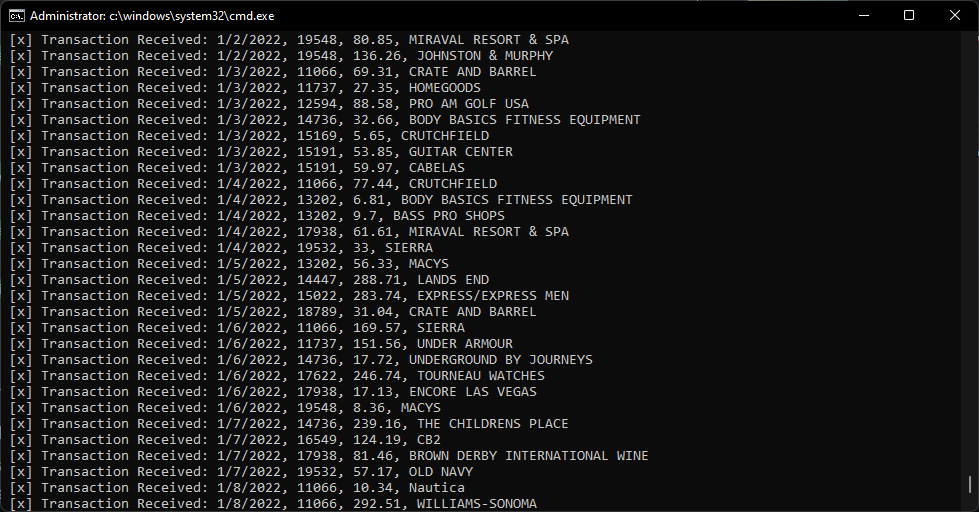 Administrator: c:\windows\system32\cmd.exe
[x] Transaction Received: 1/2/2022, 19548, 80.85, MIRAVAL RESORT & SPA
[x] Transaction Received: 1/2/2022, 19548, 136.26, JOHNSTON & MURPHY
[x] Transaction Received: 1/3/2022, 11066, 69.31, CRATE AND BARREL
[x] Transaction Received: 1/3/2022, 11737, 27.35, HOMEGOODS
[x] Transaction Received: 1/3/2022, 12594, 88.58, PRO AM GOLF USA
[x] Transaction Received: 1/3/2022, 14736, 32.66, BODY BASICS FITNESS EQUIPMENT
[x] Transaction Received: 1/3/2022, 15169, 5.65, CRUTCHFIELD
[x] Transaction Received: 1/3/2022, 15191, 53.85, GUITAR CENTER
[x] Transaction Received: 1/3/2022, 15191, 59.97, CABELAS
[x] Transaction Received: 1/4/2022, 11066, 77.44, CRUTCHFIELD
[x] Transaction Received: 1/4/2022, 13202, 6.81, BODY BASICS FITNESS EQUIPMENT
[x] Transaction Received: 1/4/2022, 13202, 9.7, BASS PRO SHOPS
[x] Transaction Received: 1/4/2022, 17938, 61.61, MIRAVAL RESORT & SPA
[x] Transaction Received: 1/4/2022, 19532, 33, SIERRA
[x] Transaction Received: 1/5/2022, 13202, 56.33, MACYS
[x] Transaction Received: 1/5/2022, 14447, 288.71, LANDS END
[x] Transaction Received: 1/5/2022, 15022, 283.74, EXPRESS/EXPRESS MEN
[x] Transaction Received: 1/5/2022, 18789, 31.04, CRATE AND BARREL
[x] Transaction Received: 1/6/2022, 11066, 169.57, SIERRA
[x] Transaction Received: 1/6/2022, 11737, 151.56, UNDER ARMOUR
[x] Transaction Received: 1/6/2022, 14736, 17.72, UNDERGROUND BY JOURNEYS
[x] Transaction Received: 1/6/2022, 17622, 246.74, TOURNEAU WATCHES
[x] Transaction Received: 1/6/2022, 17938, 17.13, ENCORE LAS VEGAS
[x] Transaction Received: 1/6/2022, 19548, 8.36, MACYS
[x] Transaction Received: 1/7/2022, 14736, 239.16, THE CHILDRENS PLACE
[x] Transaction Received: 1/7/2022, 16549, 124.19, CB2
[x] Transaction Received: 1/7/2022, 17938, 81.46, BROWN DERBY INTERNATIONAL WINE
[x] Transaction Received: 1/7/2022, 19532, 57.17, OLD NAVY
[x] Transaction Received: 1/8/2022, 11066, 10.34, Nautica
[x] Transaction Received: 1/8/2022, 11066, 292.51, WILLIAMS-SONOMA